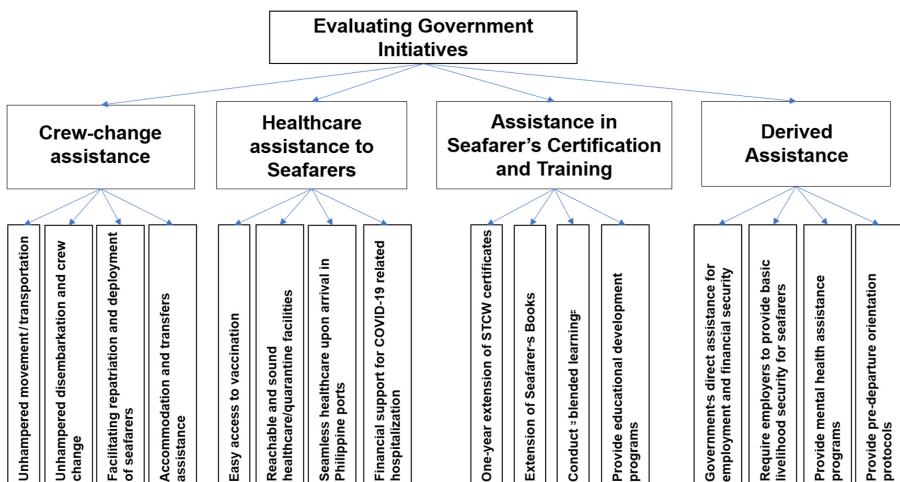 Evaluating Government
Initiatives
Crew-change
assistance
Healthcare
assistance to
Seafarers
Assistance in
Seafarer's Certification
and Training
Derived
Assistance
Unhampered movement/transportation
Unhampered disembarkation and crew
change
Facilitating repatriation and deployment
of seafarers
Accommodation and transfers
assistance
Easy access to vaccination
Reachable and sound
healthcare/quarantine facilities
Seamless healthcare upon arrival in
Philippine ports
Financial support for COVID-19 related
hospitalization
One-year extension of STCW certificates
Extension of Seafarer-s Books
Conduct blended learning
Provide educational development
programs
Government-s direct assistance for
employment and financial security
Require employers to provide basic
livelihood security for seafarers
Provide mental health assistance
programs
Provide pre-departure orientation
protocols